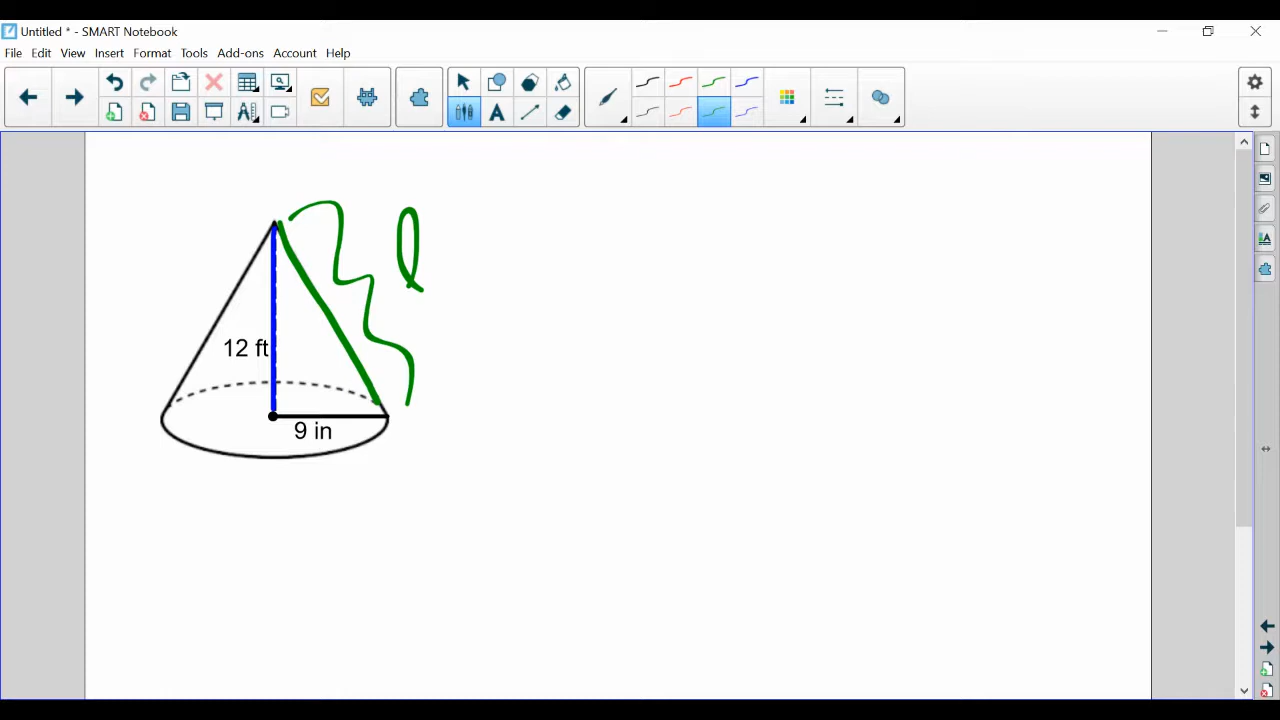 Untitled * - SMART Notebook
File Edit View Insert Format Tools Add-ons Account Help
A
l
12 ft
9 in